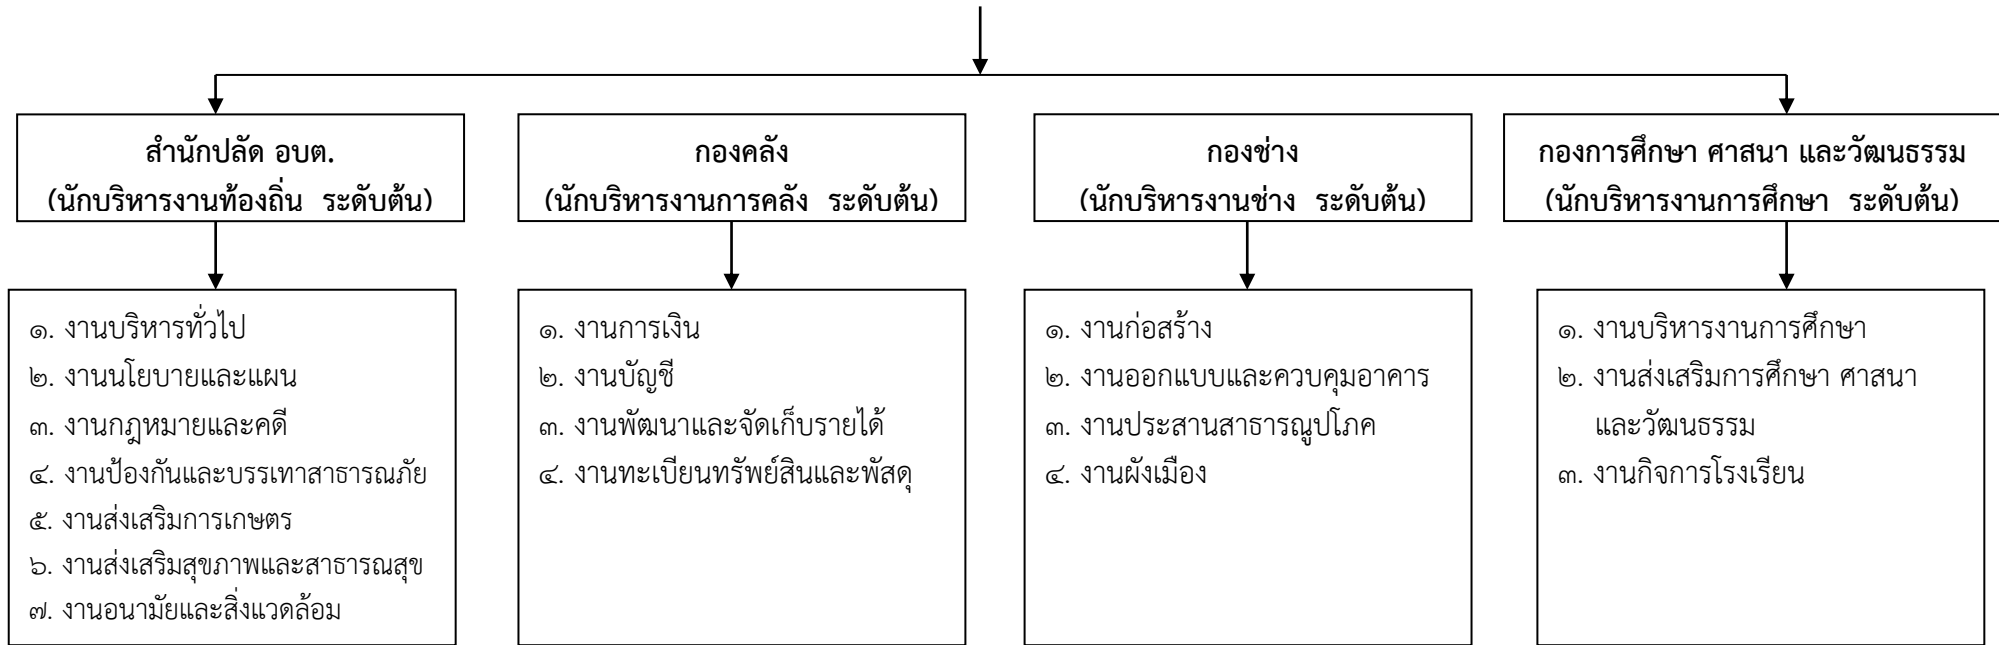 สำนักปลัด อบต.
(นักบริหารงานท้องถิ่น ระดับต้น)
กองคลัง
(นักบริหารงานการคลัง ระดับต้น)
กองช่าง
(นักบริหารงานช่าง ระดับต้น)
กองการศึกษา ศาสนา และวัฒนธรรม
(นักบริหารงานการศึกษา ระดับต้น)
๑. งานบริหารทั่วไป
๒. งานนโยบายและแผน
๓. งานกฎหมายและคดี
๔. งานป้องกันและบรรเทาสาธารณภัย
๕. งานส่งเสริมการเกษตร
๖. งานส่งเสริมสุขภาพและสาธารณสุข
๗. งานอนามัยและสิ่งแวดล้อม
๑. งานการเงิน
๒. งานบัญชี
๓. งานพัฒนาและจัดเก็บรายได้
๔. งานทะเบียนทรัพย์สินและพัสดุ
๑. งานก่อสร้าง
๒. งานออกแบบและควบคุมอาคาร
๓. งานประสานสาธารณูปโภค
๔. งานผังเมือง
๑. งานบริหารงานการศึกษา
๒. งานส่งเสริมการศึกษา ศาสนา
และวัฒนธรรม
๓. งานกิจการโรงเรียน